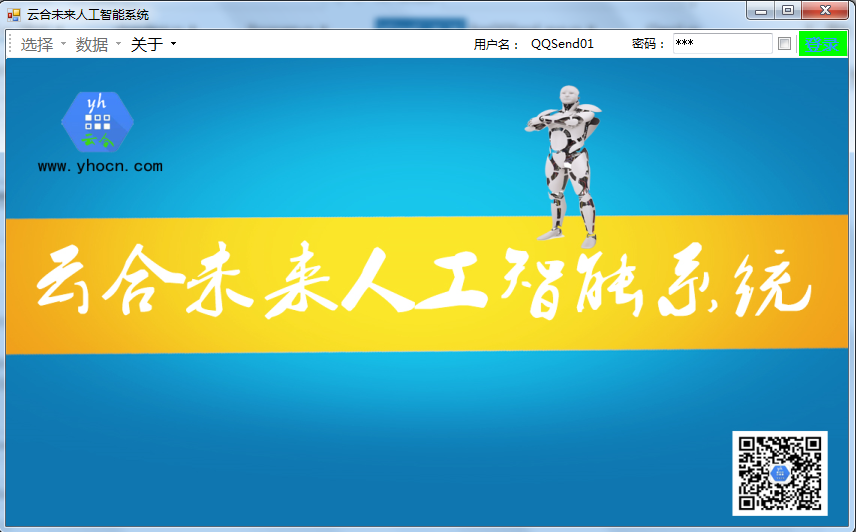 云合未来人工智能系统
选择 数据 关于 用户名： QQSend01 密码： *** 登录
yh
云合
www.yhocn.com
云合未来人工智能系统